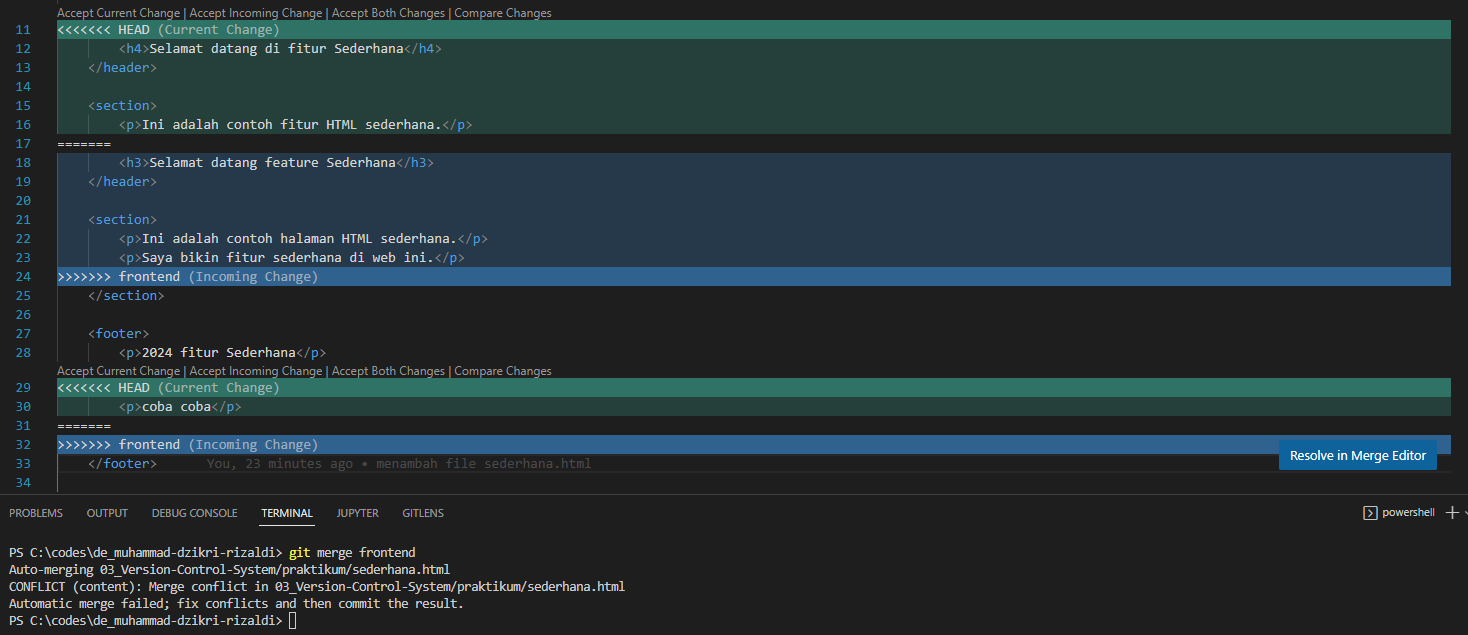 Accept Current Change | Accept Incoming Change | Accept Both Changes | Compare Changes
11 <<<<<<< HEAD (Current Change)
12         <h4>Selamat datang di fitur Sederhana</h4>
13     </header>
14
15     <section>
16         <p>Ini adalah contoh fitur HTML sederhana.</p>
17 =======
18         <h3>Selamat datang feature Sederhana</h3>
19     </header>
20
21     <section>
22         <p>Ini adalah contoh halaman HTML sederhana.</p>
23         <p>Saya bikin fitur sederhana di web ini.</p>
24 >>>>>>> frontend (Incoming Change)
25     </section>
26
27     <footer>
28         <p>2024 fitur Sederhana</p>
Accept Current Change | Accept Incoming Change | Accept Both Changes | Compare Changes
29 <<<<<<< HEAD (Current Change)
30         <p>coba coba</p>
31 =======
32 >>>>>>> frontend (Incoming Change)
33     </footer>      You, 23 minutes ago • menambah file sederhana.html
Resolve in Merge Editor
34
PROBLEMS OUTPUT DEBUG CONSOLE TERMINAL JUPYTER GITLENS powershell
PS C:\codes\de_muhammad-dzikri-rizaldi> git merge frontend
Auto-merging 03_Version-Control-System/praktikum/sederhana.html
CONFLICT (content): Merge conflict in 03_Version-Control-System/praktikum/sederhana.html
Automatic merge failed; fix conflicts and then commit the result.
PS C:\codes\de_muhammad-dzikri-rizaldi>